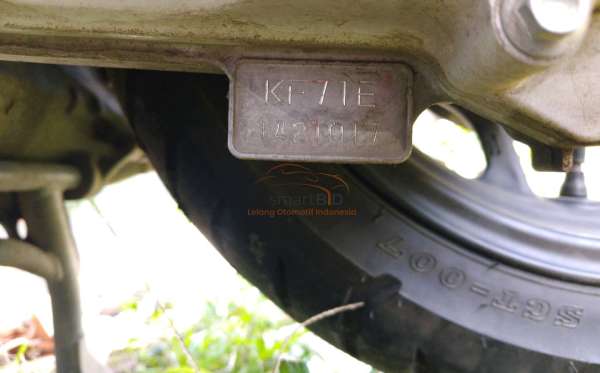 KF71E
1421017
smartBID
Lelang Otomotif Indonesia
SGT-007